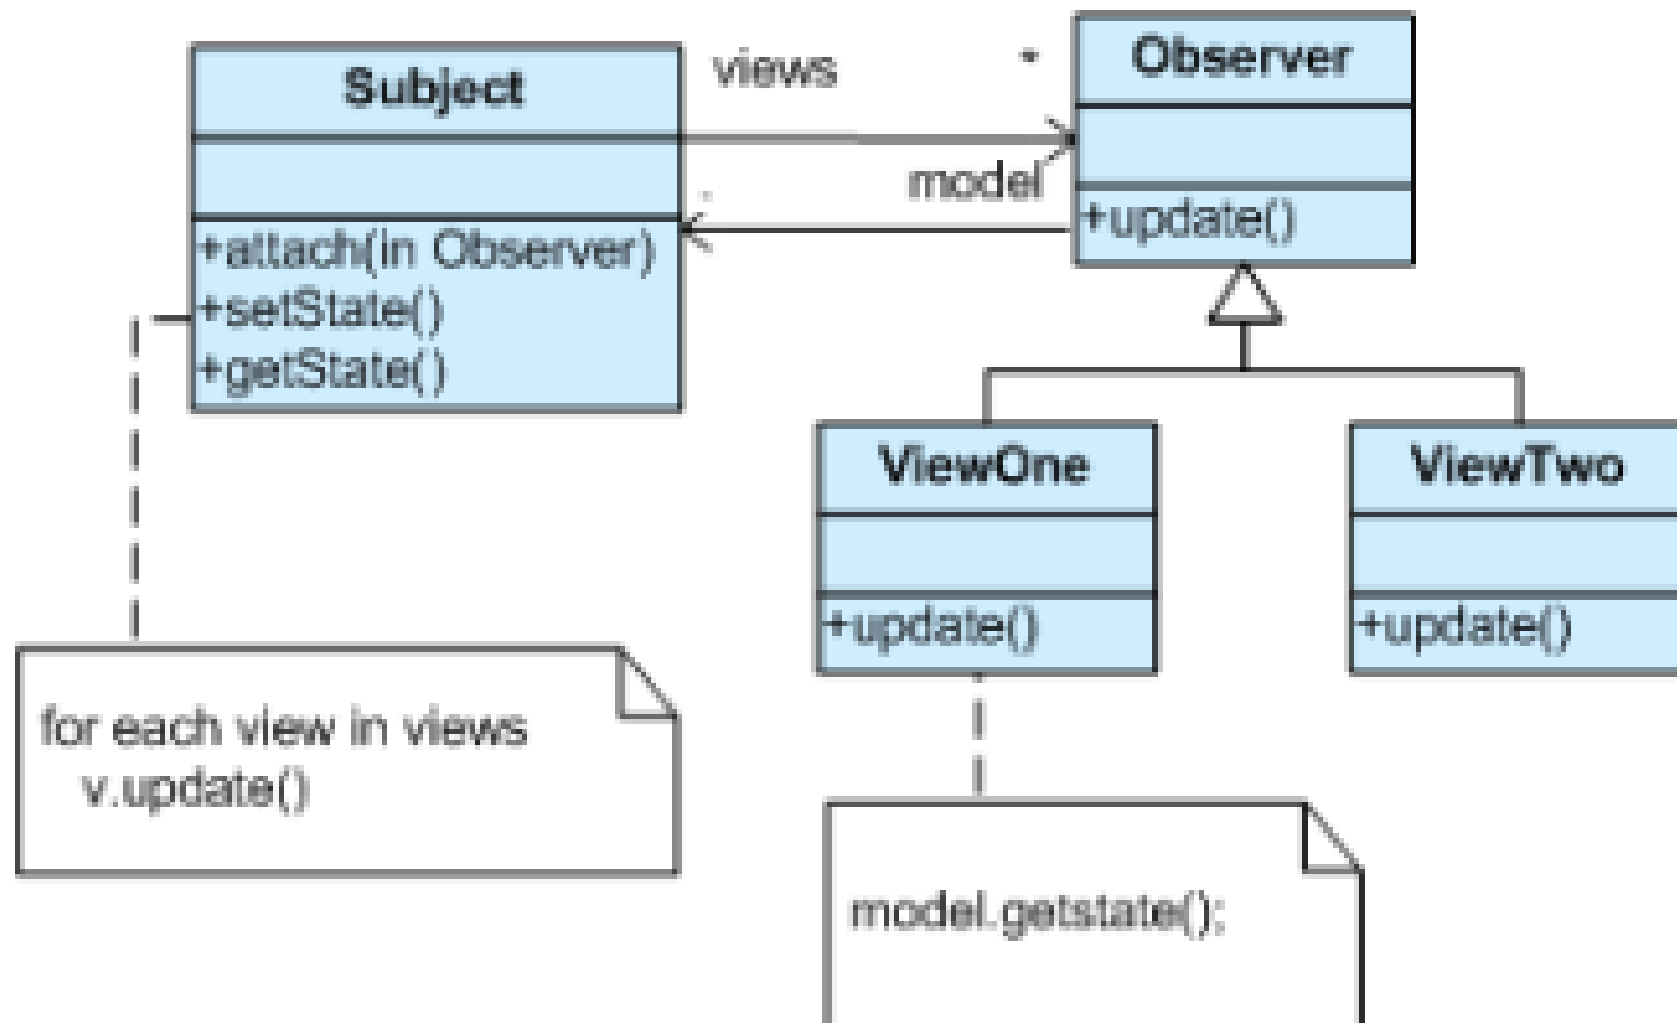 Subject
+attach(in Observer)
+setState()
+getState()
views
*
model
Observer
+update()
ViewOne
+update()
ViewTwo
+update()
for each view in views
v.update()
model.getstate();